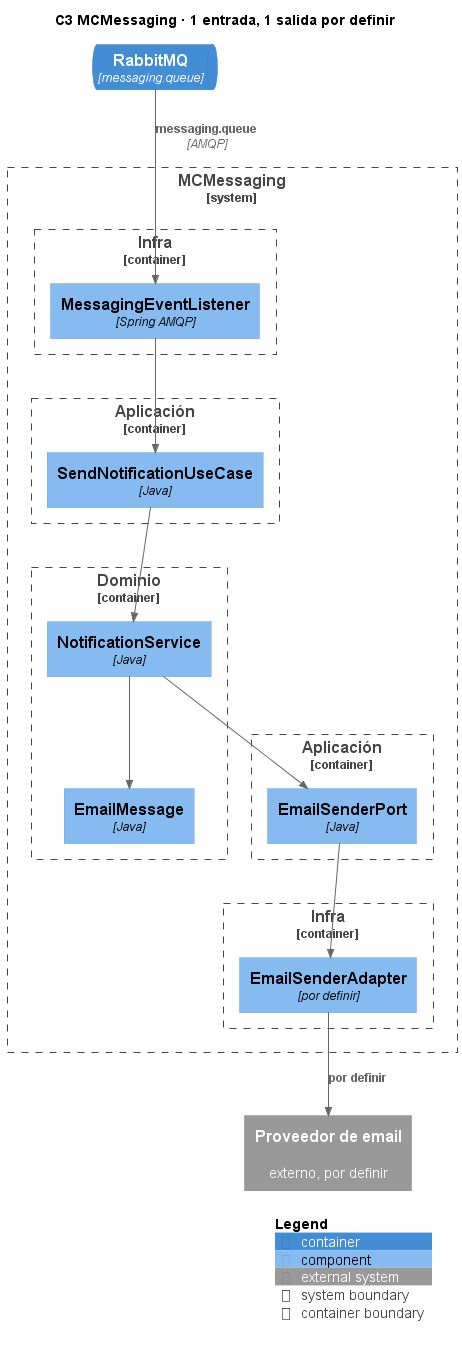 C3 MCMessaging · 1 entrada, 1 salida por definir
RabbitMQ
[messaging.queue]
messaging.queue
[AMQP]
MCMessaging
[system]
Infra
[container]
MessagingEventListener
[Spring AMQP]
Aplicación
[container]
SendNotificationUseCase
[Java]
Dominio
[container]
NotificationService
[Java]
Aplicación
[container]
EmailMessage
[Java]
EmailSenderPort
[Java]
Infra
[container]
EmailSenderAdapter
[por definir]
por definir
Proveedor de email
externo, por definir
Legend
container
component
external system
system boundary
container boundary